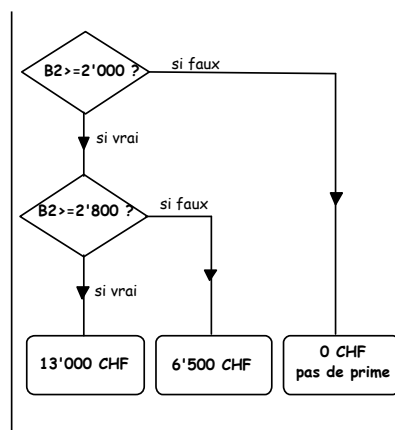 B2>=2'000 ?
si faux
si vrai
B2>=2'800 ?
si faux
si vrai
13'000 CHF
6'500 CHF
0 CHF
pas de prime